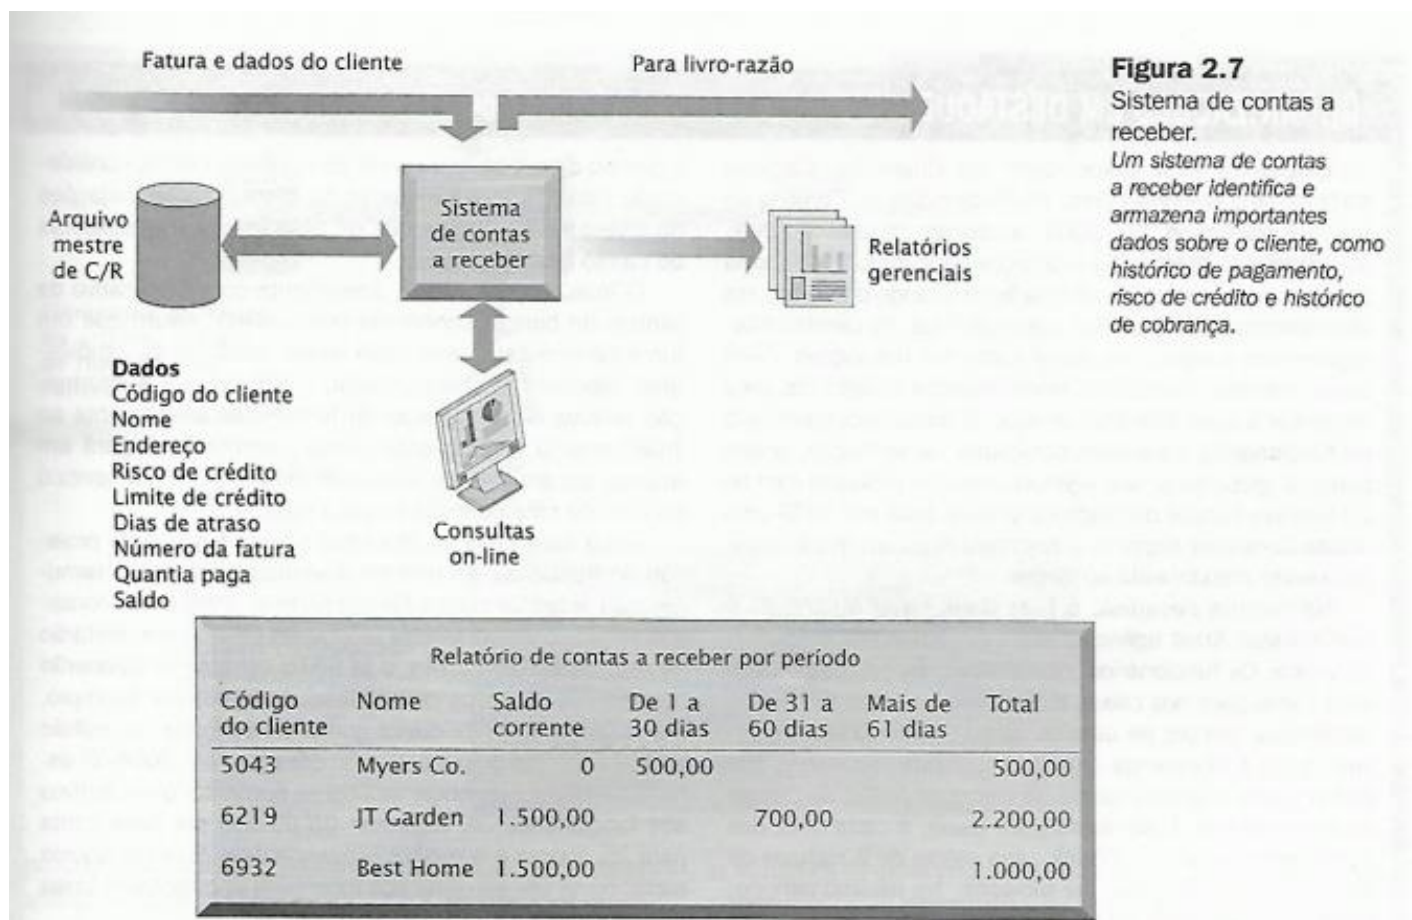 Fatura e dados do cliente
Para livro-razão
Figura 2.7
Sistema de contas a
receber.
Um sistema de contas
a receber identifica e
armazena importantes
dados sobre o cliente, como
histórico de pagamento,
risco de crédito e histórico
de cobrança.
Arquivo
mestre
de C/R
Sistema
de contas
a receber
Relatórios
gerenciais
Dados
Código do cliente
Nome
Endereço
Risco de crédito
Limite de crédito
Dias de atraso
Número da fatura
Quantia paga
Saldo
Consultas
on-line
Relatório de contas a receber por período
Código Nome Saldo De 1 a De 31 a Mais de Total
do cliente corrente 30 dias 60 dias 61 dias
5043 Myers Co. 0 500,00 500,00
6219 JT Garden 1.500,00 700,00 2.200,00
6932 Best Home 1.500,00 1.000,00